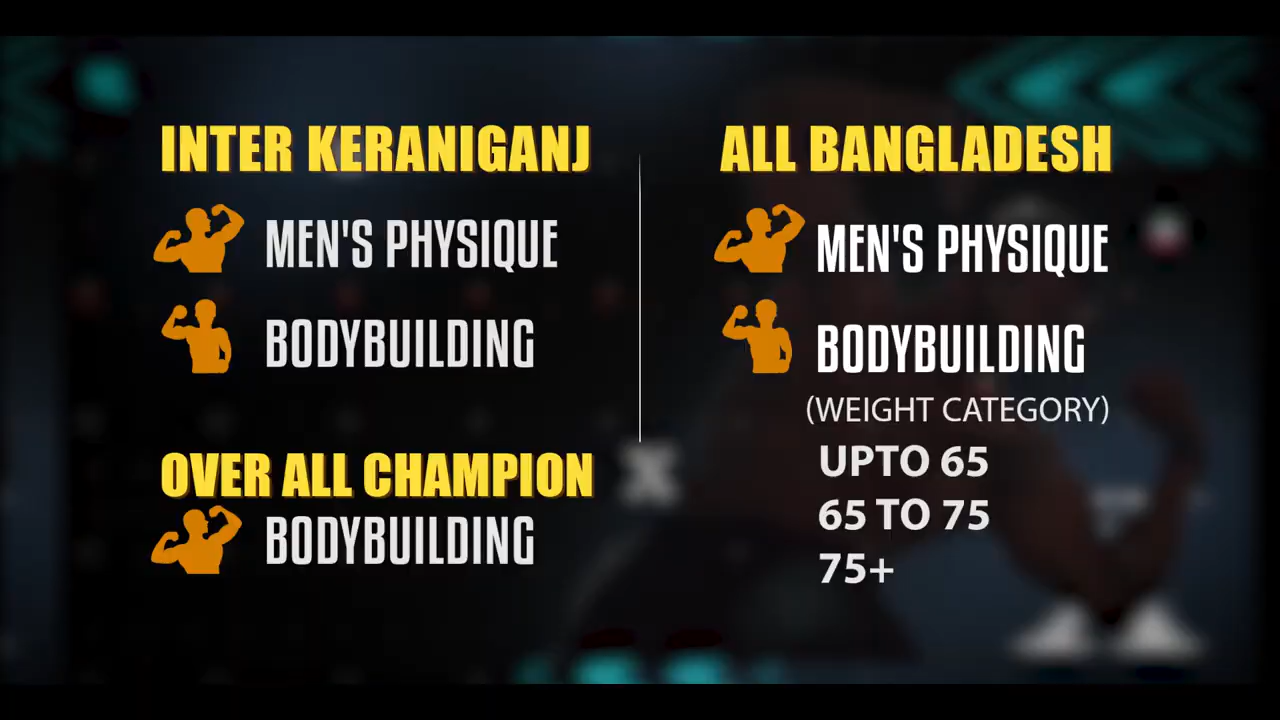 INTER KERANIGANJ
MEN'S PHYSIQUE
BODYBUILDING
OVER ALL CHAMPION
BODYBUILDING
ALL BANGLADESH
MEN'S PHYSIQUE
BODYBUILDING
(WEIGHT CATEGORY)
UPTO 65
65 TO 75
75+